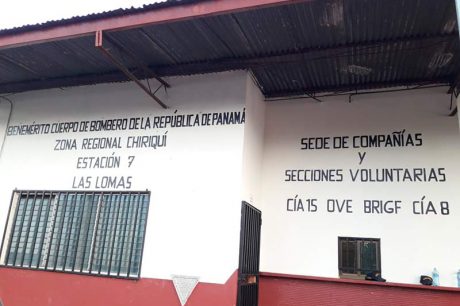 BENEMÉRITO CUERPO DE BOMBERO DE LA REPÚBLICA DE PANAMÁ
ZONA REGIONAL CHIRIQUÍ
ESTACIÓN 7
LAS LOMAS
SEDE DE COMPAÑÍAS
y
SECCIONES VOLUNTARIAS
CÍA15 OVE BRIGF CÍA8